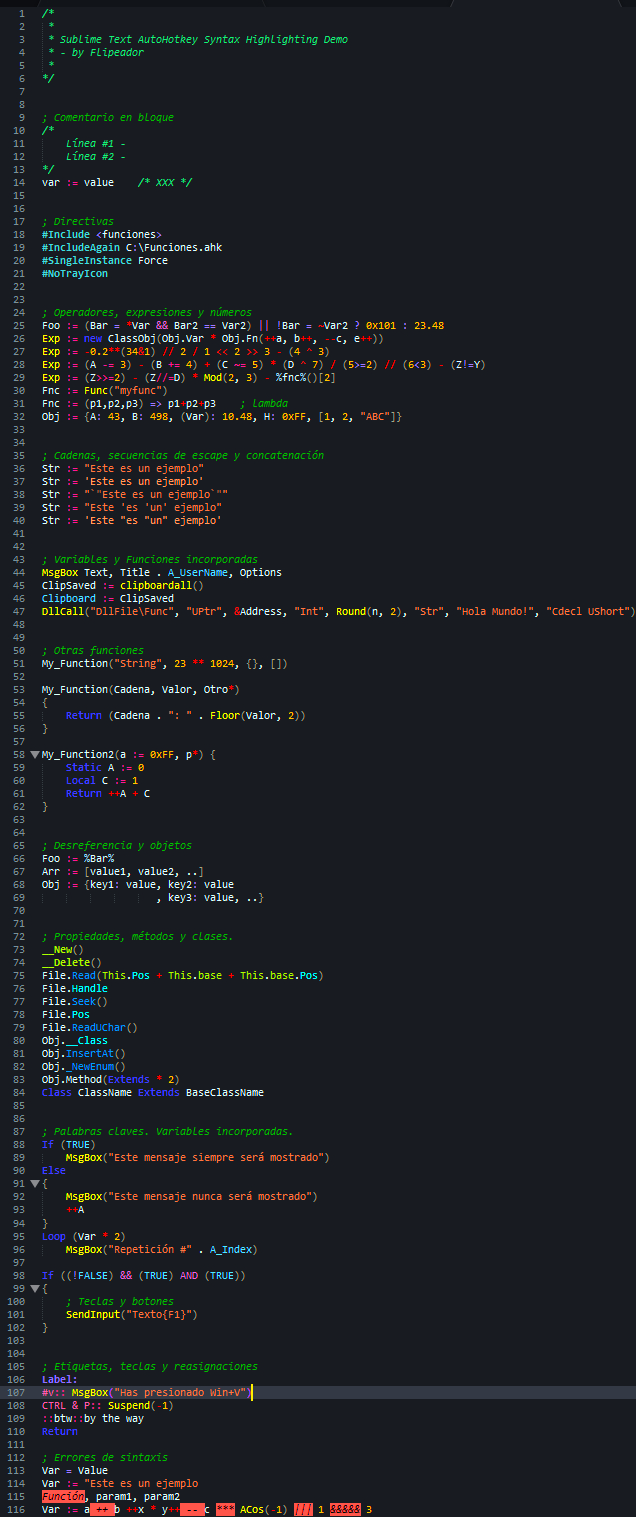 1 /*
2 *
3 * Sublime Text AutoHotkey Syntax Highlighting Demo
4 * - by Flipeador
5 *
6 */
7
8
9 ; Comentario en bloque
10 /*
11 Línea #1 -
12 Línea #2 -
13 */
14 var := value /* XXX */
15
16
17 ; Directivas
18 #Include <funciones>
19 #IncludeAgain C:\Funciones.ahk
20 #SingleInstance Force
21 #NoTrayIcon
22
23
24 ; Operadores, expresiones y números
25 Foo := (Bar = *Var && Bar2 == Var2) || !Bar = ~Var2 ? 0x101 : 23.48
26 Exp := new ClassObj(Obj.Var * Obj.Fn(++a, b++, --c, e++))
27 Exp := -0.2**(34&1) // 2 / 1 << 2 >> 3 - (4 ^ 3)
28 Exp := (A -= 3) - (B += 4) + (C ~= 5) * (D ^ 7) / (5>=2) // (6<3) - (Z!=Y)
29 Exp := (Z>>=2) - (Z//=D) * Mod(2, 3) - %fnc%()[2]
30 Fnc := Func("myfunc")
31 Fnc := (p1,p2,p3) => p1+p2+p3 ; lambda
32 Obj := {A: 43, B: 498, (Var): 10.48, H: 0xFF, [1, 2, "ABC"]}
33
34
35 ; Cadenas, secuencias de escape y concatenación
36 Str := "Este es un ejemplo"
37 Str := 'Este es un ejemplo'
38 Str := "`"Este es un ejemplo`""
39 Str := "Este 'es 'un' ejemplo"
40 Str := 'Este "es "un" ejemplo'
41
42
43 ; Variables y Funciones incorporadas
44 MsgBox Text, Title . A_UserName, Options
45 ClipSaved := clipboardall()
46 Clipboard := ClipSaved
47 DllCall("DllFile\Func", "UPtr", &Address, "Int", Round(n, 2), "Str", "Hola Mundo!", "Cdecl UShort")
48
49
50 ; Otras funciones
51 My_Function("String", 23 ** 1024, {}, [])
52
53 My_Function(Cadena, Valor, Otro*)
54 {
55 Return (Cadena . ": " . Floor(Valor, 2))
56 }
57
58 My_Function2(a := 0xFF, p*) {
59 Static A := 0
60 Local C := 1
61 Return ++A + C
62 }
63
64
65 ; Desreferencia y objetos
66 Foo := %Bar%
67 Arr := [value1, value2, ..]
68 Obj := {key1: value, key2: value
69 , key3: value, ..}
70
71
72 ; Propiedades, métodos y clases.
73 __New()
74 __Delete()
75 File.Read(This.Pos + This.base + This.base.Pos)
76 File.Handle
77 File.Seek()
78 File.Pos
79 File.ReadUChar()
80 Obj.__Class
81 Obj.InsertAt()
82 Obj._NewEnum()
83 Obj.Method(Extends * 2)
84 Class ClassName Extends BaseClassName
85
86
87 ; Palabras claves. Variables incorporadas.
88 If (TRUE)
89 MsgBox("Este mensaje siempre será mostrado")
90 Else
91 {
92 MsgBox("Este mensaje nunca será mostrado")
93 ++A
94 }
95 Loop (Var * 2)
96 MsgBox("Repetición #" . A_Index)
97
98 If ((!FALSE) && (TRUE) AND (TRUE))
99 {
100 ; Teclas y botones
101 SendInput("Texto{F1}")
102 }
103
104
105 ; Etiquetas, teclas y reasignaciones
106 Label:
107 #v:: MsgBox("Has presionado Win+V")
108 CTRL & P:: Suspend(-1)
109 ::btw::by the way
110 Return
111
112 ; Errores de sintaxis
113 Var = Value
114 Var := "Este es un ejemplo
115 Función, param1, param2
116 Var := a ++ b ++x * y++ -- c *** ACos(-1) /// 1 &&&&& 3